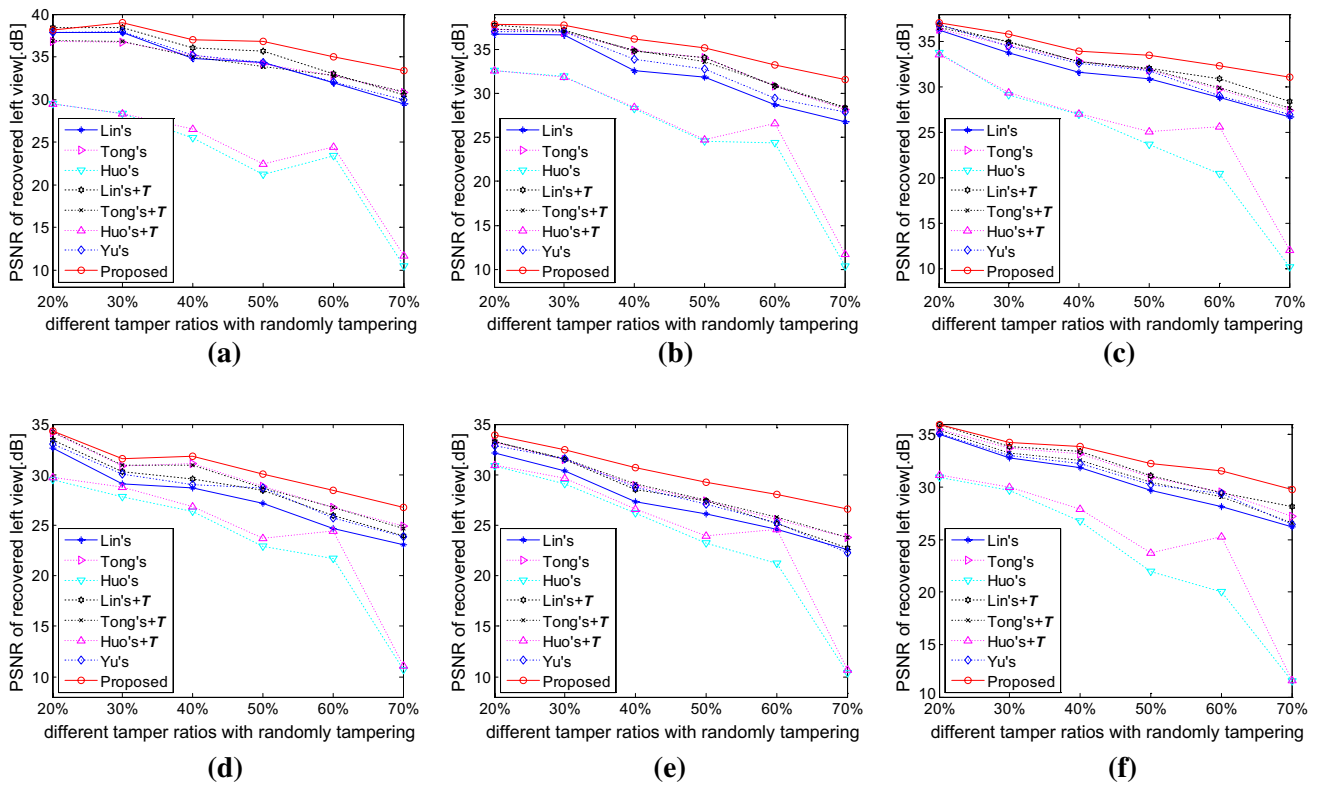 PSNR of recovered left view[.dB]
40
35
30
25
20
15
10
Lin's
Tong's
Huo's
Lin's+T
Tong's+T
Huo's+T
Yu's
Proposed
20% 30% 40% 50% 60% 70%
different tamper ratios with randomly tampering
(a)
PSNR of recovered left view[.dB]
35
30
25
20
15
10
Lin's
Tong's
Huo's
Lin's+T
Tong's+T
Huo's+T
Yu's
Proposed
20% 30% 40% 50% 60% 70%
different tamper ratios with randomly tampering
(b)
PSNR of recovered left view[.dB]
35
30
25
20
15
10
Lin's
Tong's
Huo's
Lin's+T
Tong's+T
Huo's+T
Yu's
Proposed
20% 30% 40% 50% 60% 70%
different tamper ratios with randomly tampering
(c)
PSNR of recovered left view[.dB]
35
30
25
20
15
10
Lin's
Tong's
Huo's
Lin's+T
Tong's+T
Huo's+T
Yu's
Proposed
20% 30% 40% 50% 60% 70%
different tamper ratios with randomly tampering
(d)
PSNR of recovered left view[.dB]
35
30
25
20
15
10
Lin's
Tong's
Huo's
Lin's+T
Tong's+T
Huo's+T
Yu's
Proposed
20% 30% 40% 50% 60% 70%
different tamper ratios with randomly tampering
(e)
PSNR of recovered left view[.dB]
35
30
25
20
15
10
Lin's
Tong's
Huo's
Lin's+T
Tong's+T
Huo's+T
Yu's
Proposed
20% 30% 40% 50% 60% 70%
different tamper ratios with randomly tampering
(f)